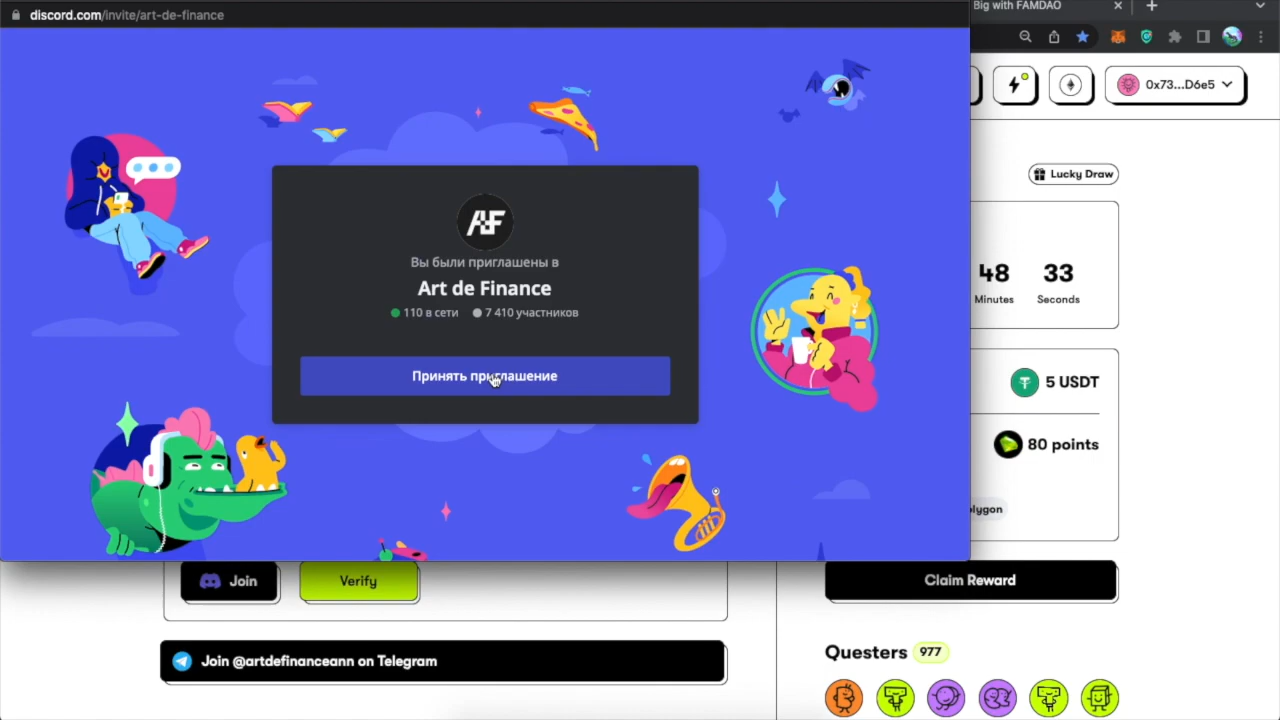 discord.com/invite/art-de-finance
Big with FAMDAO
0x73...D6e5
Lucky Draw
AF
Вы были приглашены в
Art de Finance
110 в сети 7 410 участников
Принять приглашение
48 33
Minutes Seconds
5 USDT
80 points
olygon
Join Verify
Claim Reward
Join @artdefinanceann on Telegram
Questers 977